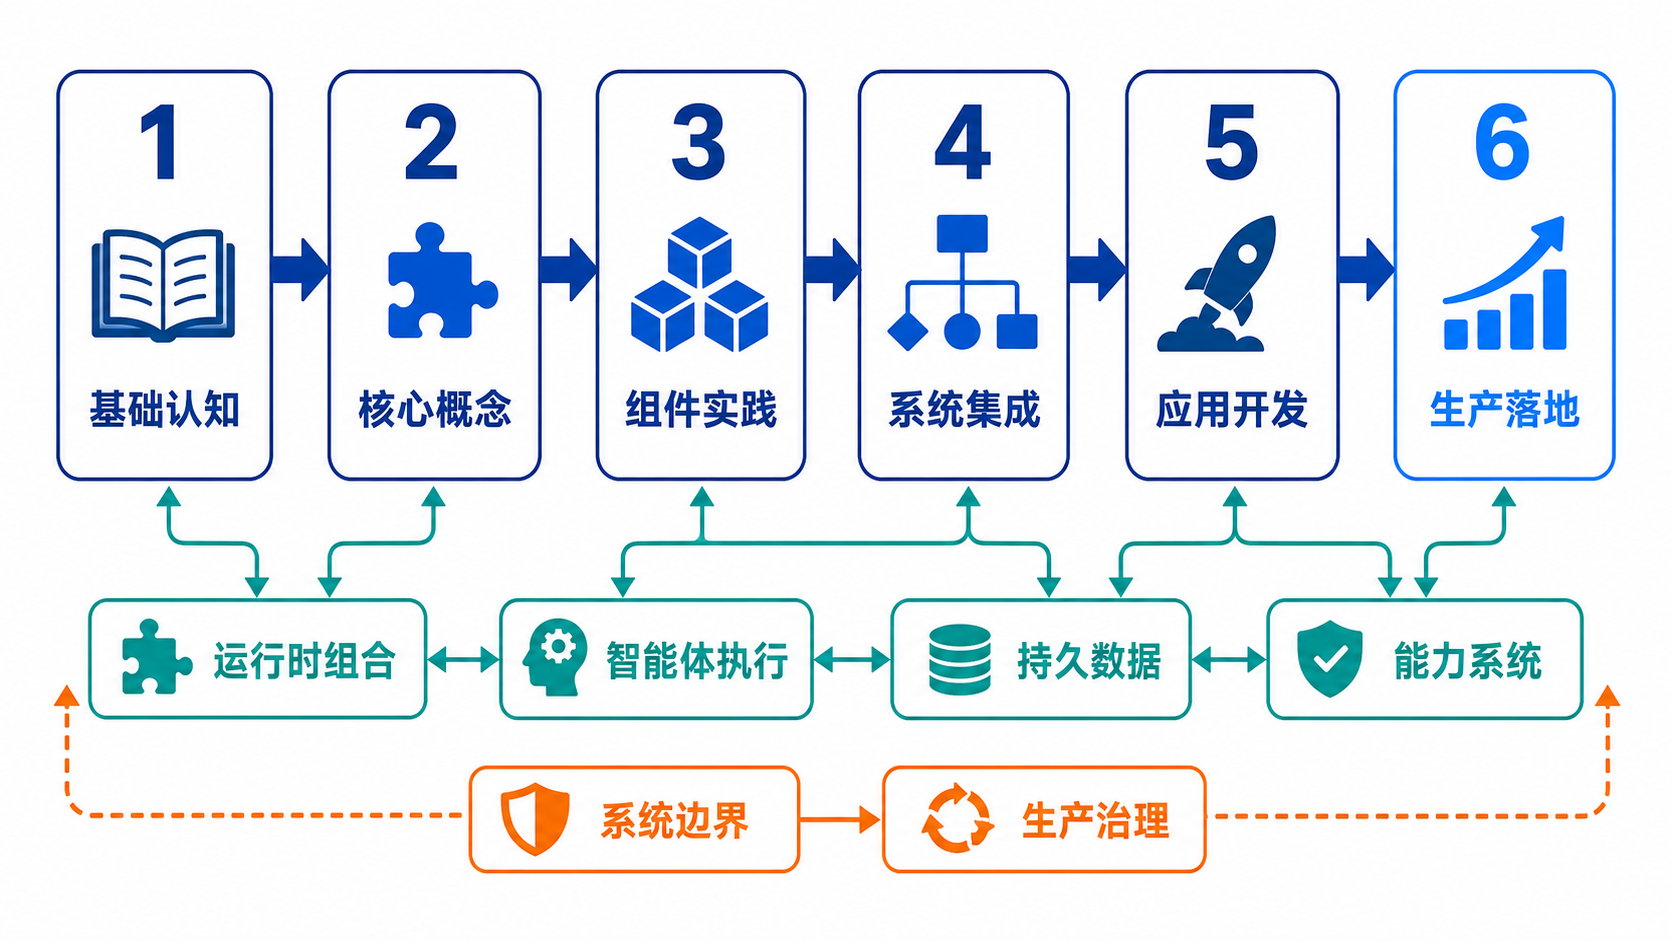 1
2
3
4
5
6
基础认知
核心概念
组件实践
系统集成
应用开发
生产落地
运行时组合
智能体执行
持久数据
能力系统
系统边界
生产治理